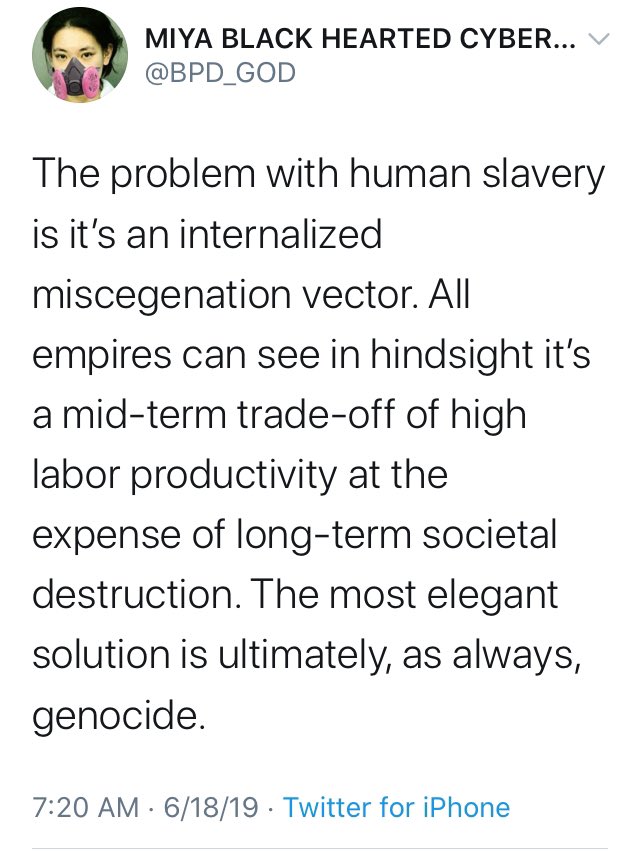 MIYA BLACK HEARTED CYBER...
@BPD_GOD
The problem with human slavery
is it’s an internalized
miscegenation vector. All
empires can see in hindsight it’s
a mid-term trade-off of high
labor productivity at the
expense of long-term societal
destruction. The most elegant
solution is ultimately, as always,
genocide.
7:20 AM · 6/18/19 · Twitter for iPhone